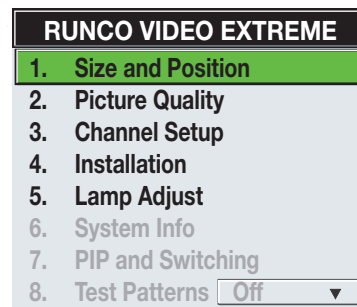 RUNCO VIDEO EXTREME
1. Size and Position
2. Picture Quality
3. Channel Setup
4. Installation
5. Lamp Adjust
6. System Info
7. PIP and Switching
8. Test Patterns Off ▼